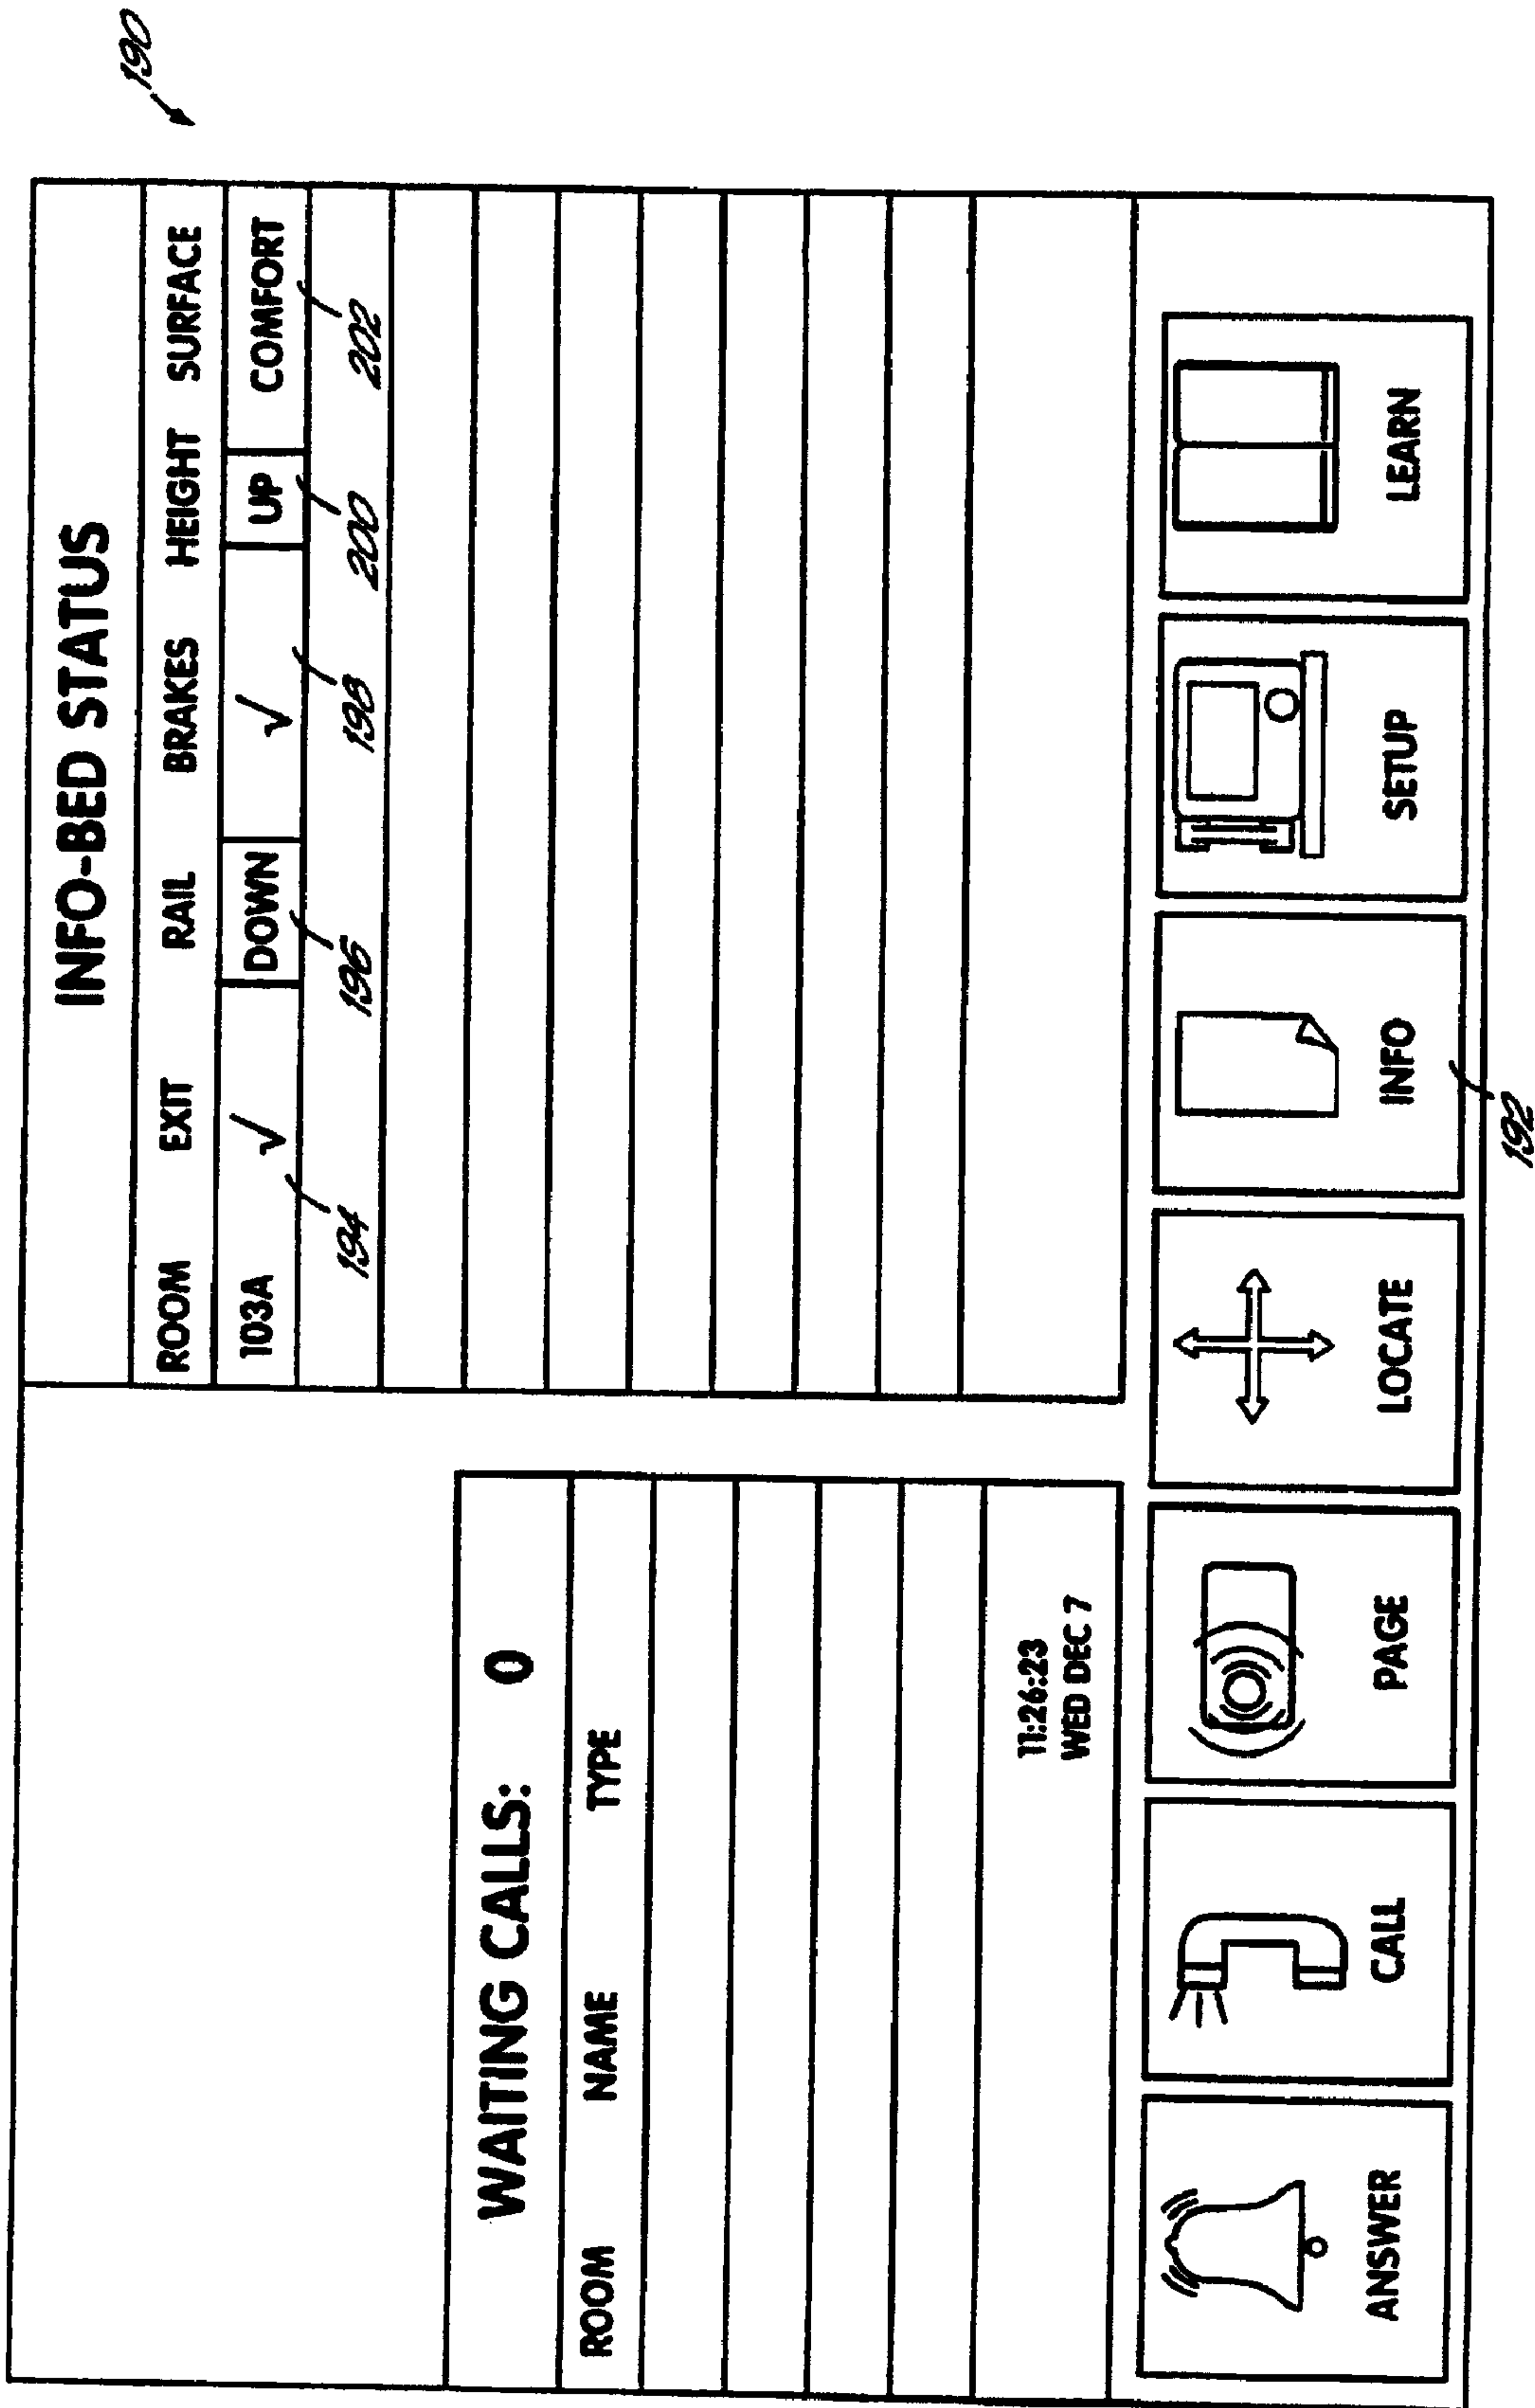 190
INFO-BED STATUS
ROOM EXIT RAIL BRAKES HEIGHT SURFACE
103A √ DOWN √ UP COMFORT
194 196 198 200 202
WAITING CALLS: 0
ROOM NAME TYPE
11:26:23
WED DEC 7
ANSWER CALL PAGE LOCATE INFO SETUP LEARN
192